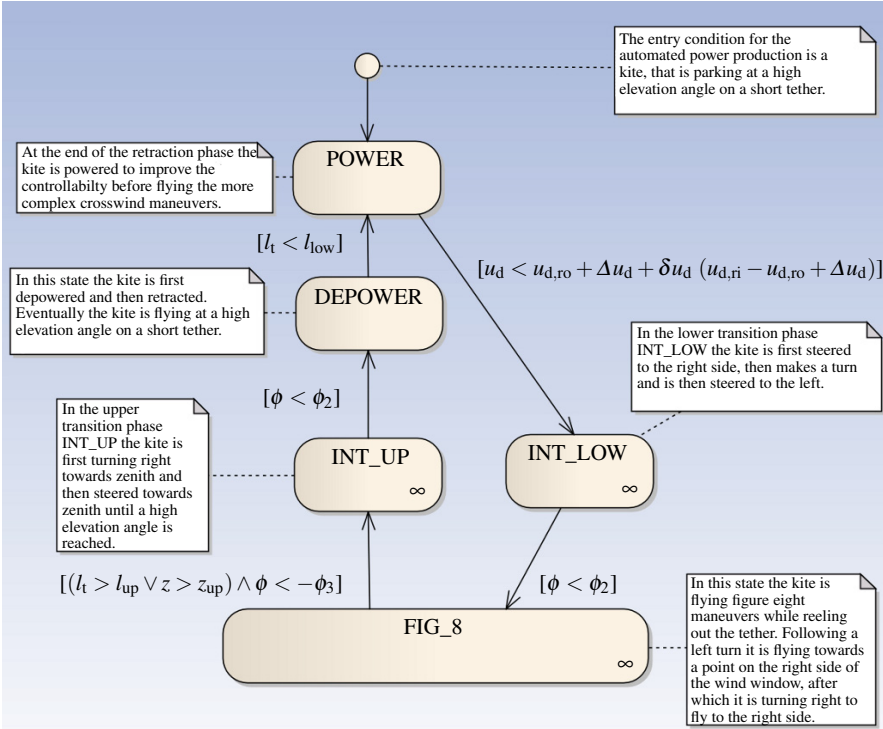 The entry condition for the
automated power production is a
kite, that is parking at a high
elevation angle on a short tether.
At the end of the retraction phase the
kite is powered to improve the
controllabilty before flying the more
complex crosswind maneuvers.
POWER
[l_t < l_low]
[u_d < u_d,ro + Δu_d + δu_d (u_d,ri − u_d,ro + Δu_d)]
In this state the kite is first
depowered and then retracted.
Eventually the kite is flying at a high
elevation angle on a short tether.
DEPOWER
In the lower transition phase
INT_LOW the kite is first steered
to the right side, then makes a turn
and is then steered to the left.
[ϕ < ϕ_2]
In the upper
transition phase
INT_UP the kite is
first turning right
towards zenith and
then steered towards
zenith until a high
elevation angle is
reached.
INT_UP
∞
INT_LOW
∞
[(l_t > l_up ∨ z > z_up) ∧ ϕ < −ϕ_3]
[ϕ < ϕ_2]
FIG_8
∞
In this state the kite is
flying figure eight
maneuvers while reeling
out the tether. Following a
left turn it is flying towards
a point on the right side of
the wind window, after
which it is turning right to
fly to the right side.